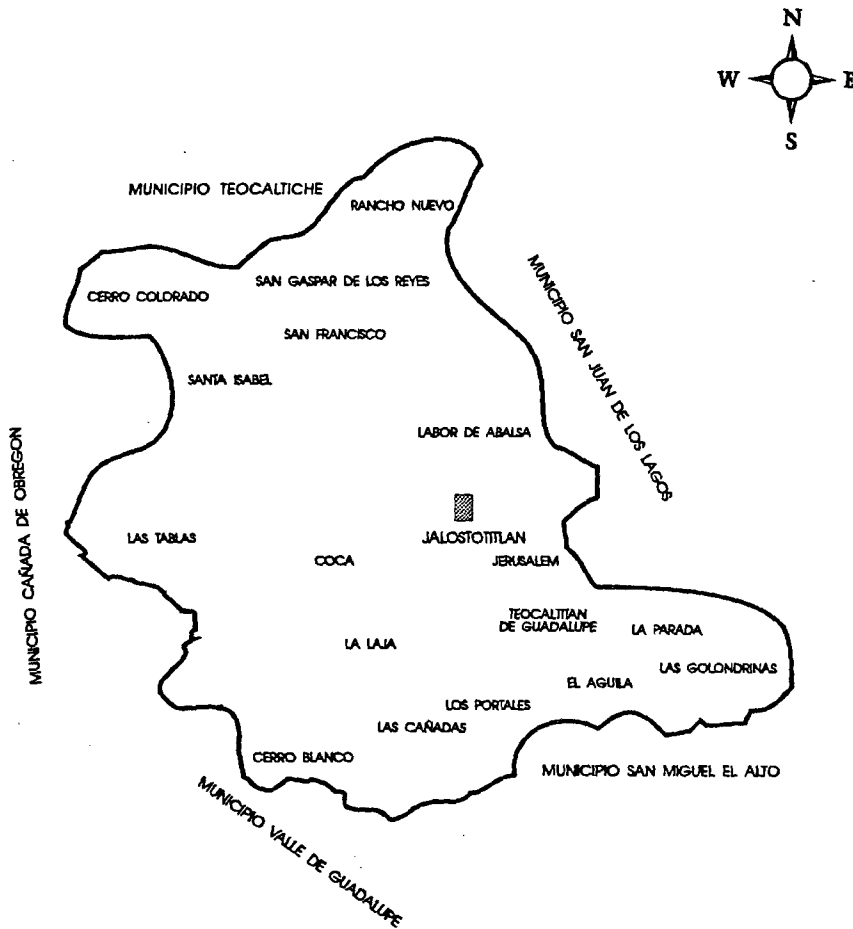 N
W E
S
MUNICIPIO TEOCALTICHE
RANCHO NUEVO
SAN GASPAR DE LOS REYES
CERRO COLORADO
MUNICIPIO SAN JUAN DE LOS LAGOS
SAN FRANCISCO
SANTA ISABEL
LABOR DE ABALSA
MUNICIPIO CAÑADA DE OBREGON
LAS TABLAS
JALOSTOTITLAN
COCA
JERUSALEM
TEOCALTITAN
DE GUADALUPE
LA PARADA
LA LAJA
LAS GOLONDRINAS
EL AGUILA
LOS PORTALES
LAS CAÑADAS
CERRO BLANCO
MUNICIPIO SAN MIGUEL EL ALTO
MUNICIPIO VALLE DE GUADALUPE